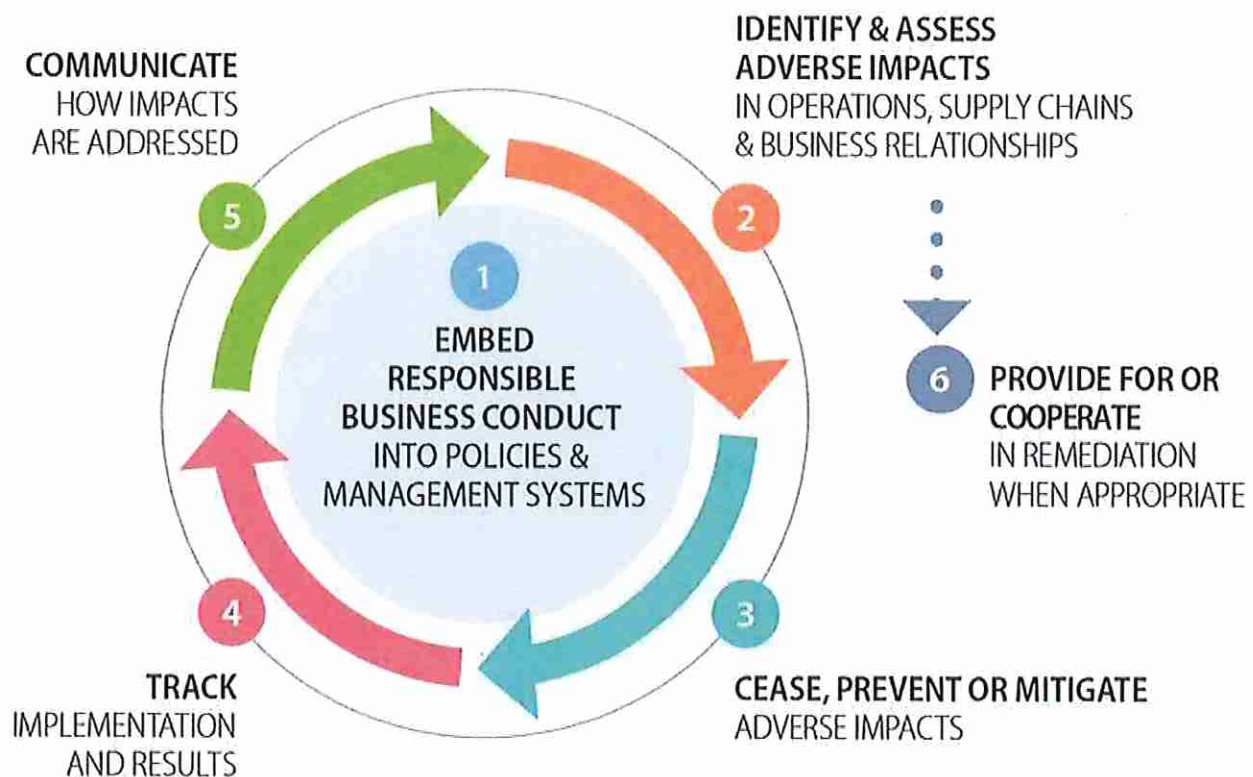 COMMUNICATE
HOW IMPACTS
ARE ADDRESSED
5
IDENTIFY & ASSESS
ADVERSE IMPACTS
IN OPERATIONS, SUPPLY CHAINS
& BUSINESS RELATIONSHIPS
2
1
EMBED
RESPONSIBLE
BUSINESS CONDUCT
INTO POLICIES &
MANAGEMENT SYSTEMS
6
PROVIDE FOR OR
COOPERATE
IN REMEDIATION
WHEN APPROPRIATE
4
TRACK
IMPLEMENTATION
AND RESULTS
3
CEASE, PREVENT OR MITIGATE
ADVERSE IMPACTS